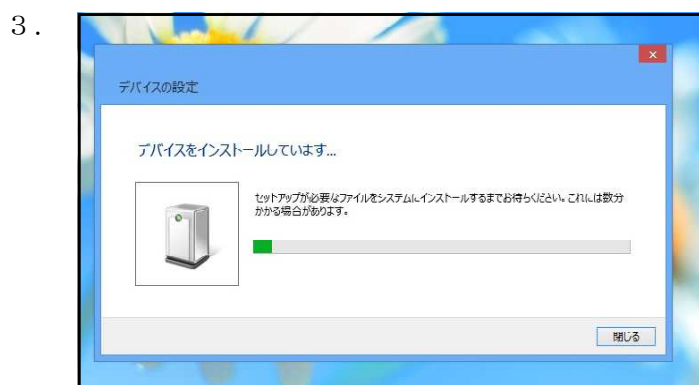 ３．
デバイスの設定
デバイスをインストールしています...
セットアップが必要なファイルをシステムにインストールするまでお待ちください。これには数分
かかる場合があります。
閉じる